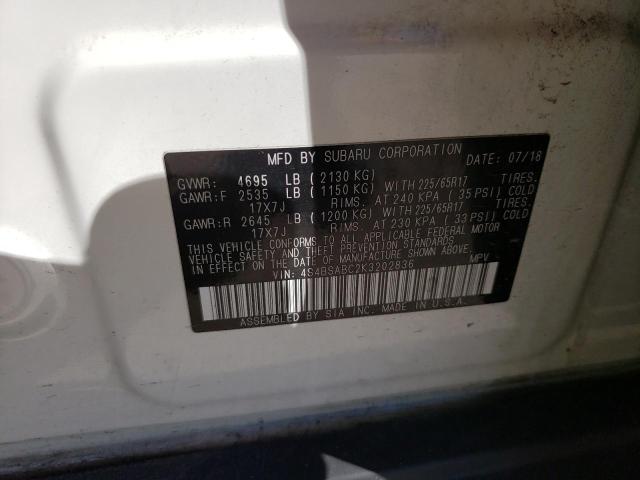 MFD BY SUBARU CORPORATION DATE: 07/18
GVWR: 4695 LB (2130 KG)
GAWR:F 2535 LB (1150 KG) WITH 225/65R17 TIRES.
17X7J RIMS. AT 240 KPA (35 PSI) COLD
GAWR:R 2645 LB (1200 KG) WITH 225/65R17 TIRES.
17X7J RIMS. AT 230 KPA (33 PSI) COLD
THIS VEHICLE CONFORMS TO ALL APPLICABLE FEDERAL MOTOR
VEHICLE SAFETY AND THEFT PREVENTION STANDARDS
IN EFFECT ON THE DATE OF MANUFACTURE SHOWN ABOVE.
VIN: 4S4BSABC2K3202836 MPV
ASSEMBLED BY SIA INC. MADE IN U.S.A.